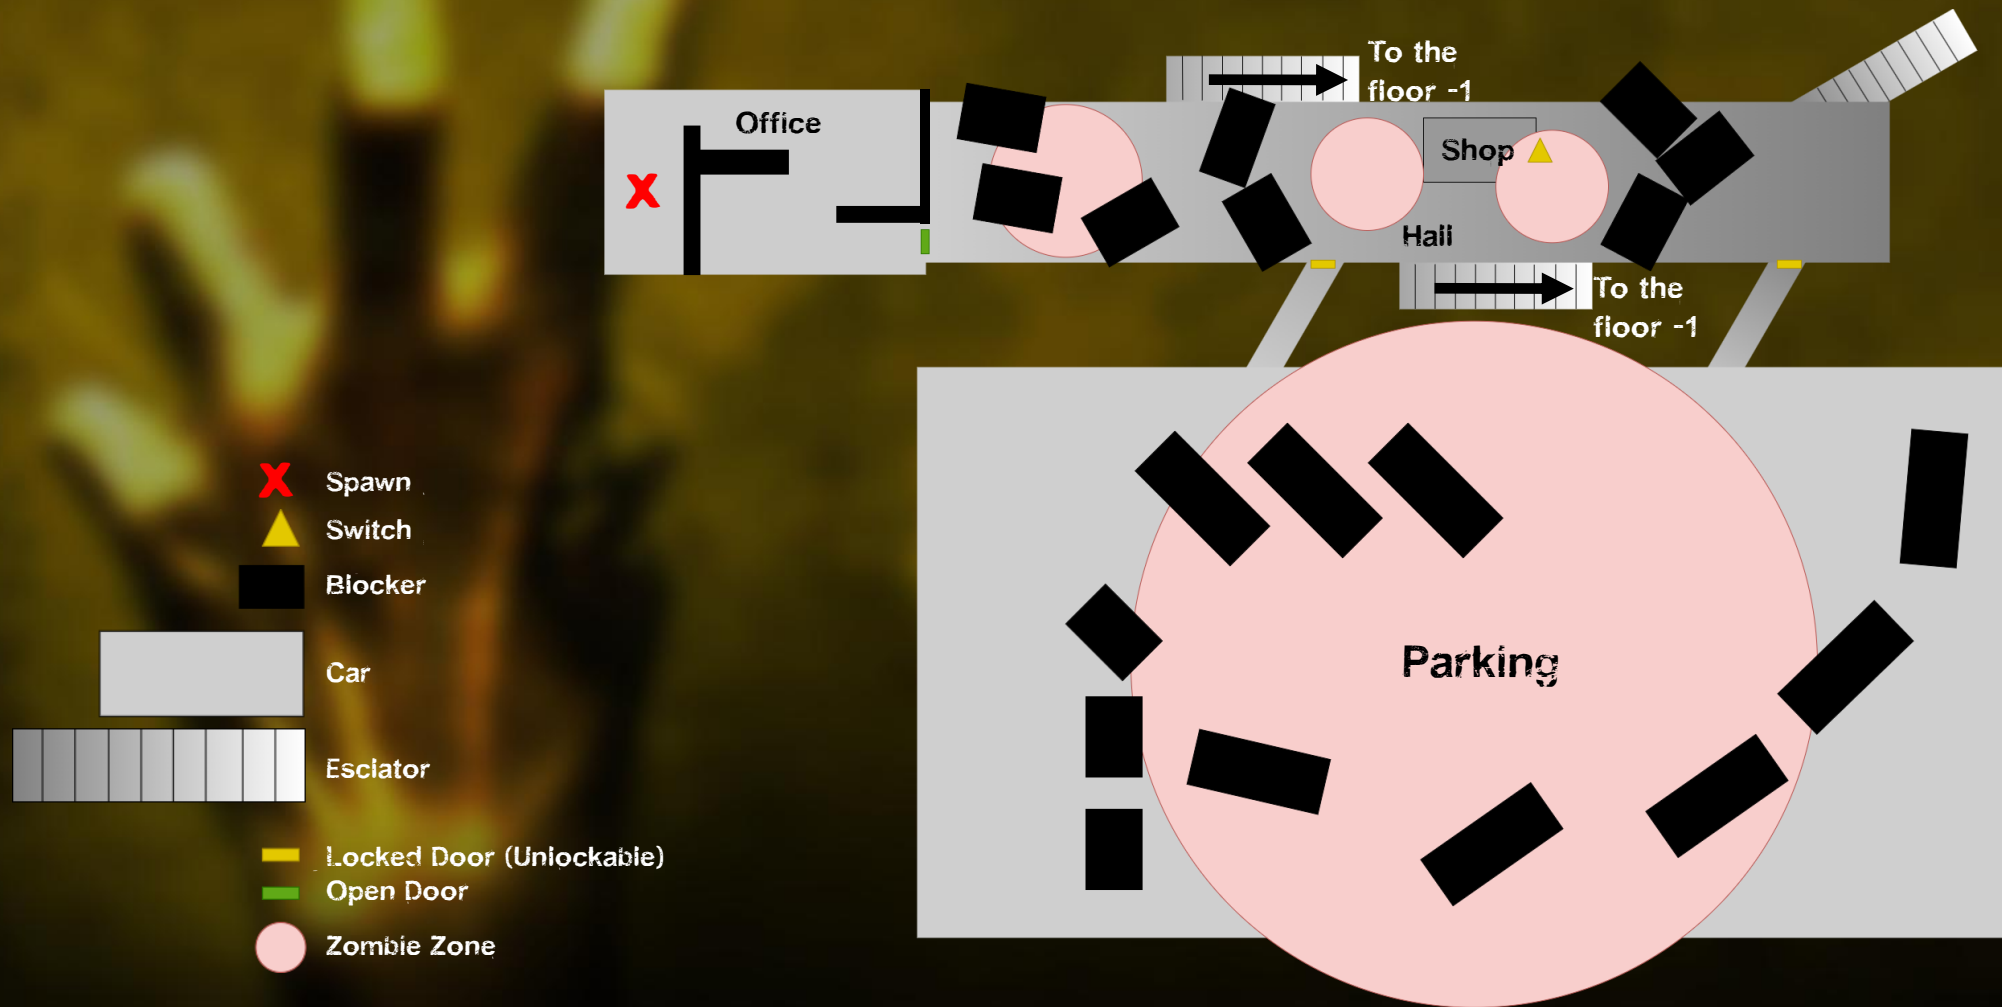 To the
floor -1
Office
Shop
Hall
To the
floor -1
Parking
X Spawn
Switch
Blocker
Car
Esclator
Locked Door (Unlockable)
Open Door
Zombie Zone